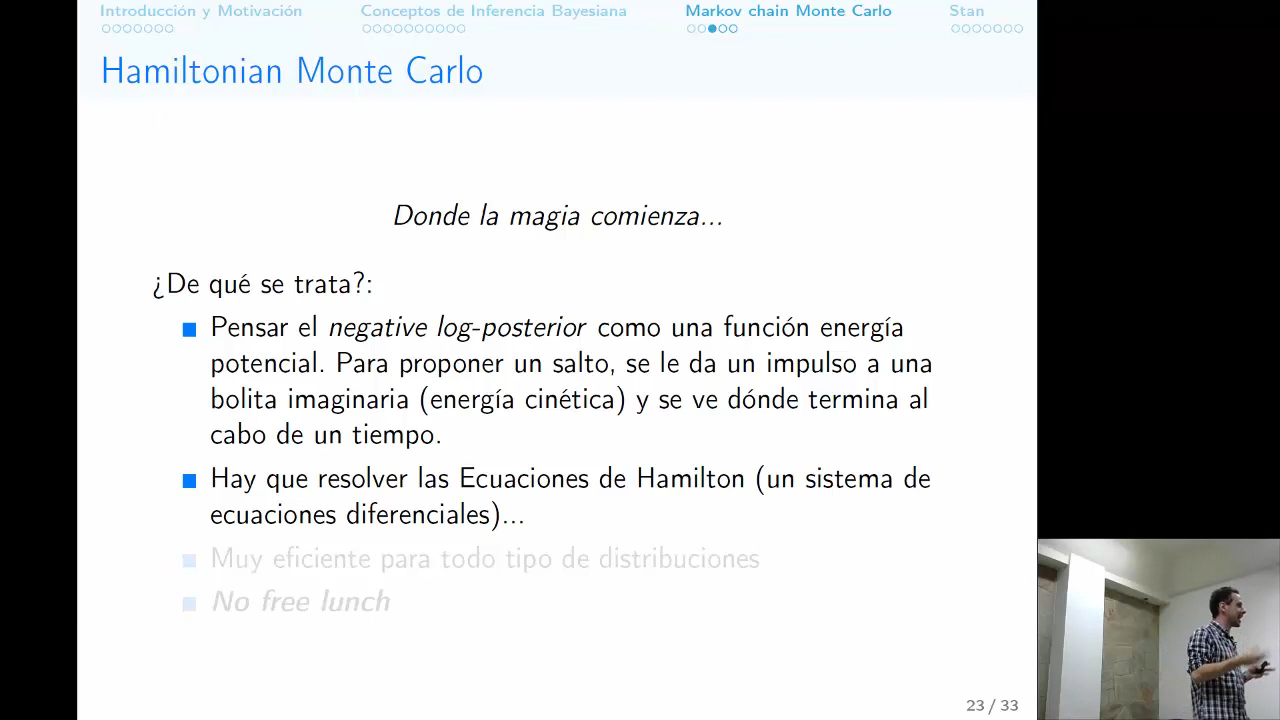 Introducción y Motivación Conceptos de Inferencia Bayesiana Markov chain Monte Carlo Stan
Hamiltonian Monte Carlo
Donde la magia comienza...
¿De qué se trata?:
Pensar el negative log-posterior como una función energía
potencial. Para proponer un salto, se le da un impulso a una
bolita imaginaria (energía cinética) y se ve dónde termina al
cabo de un tiempo.
Hay que resolver las Ecuaciones de Hamilton (un sistema de
ecuaciones diferenciales)...
Muy eficiente para todo tipo de distribuciones
No free lunch
23 / 33